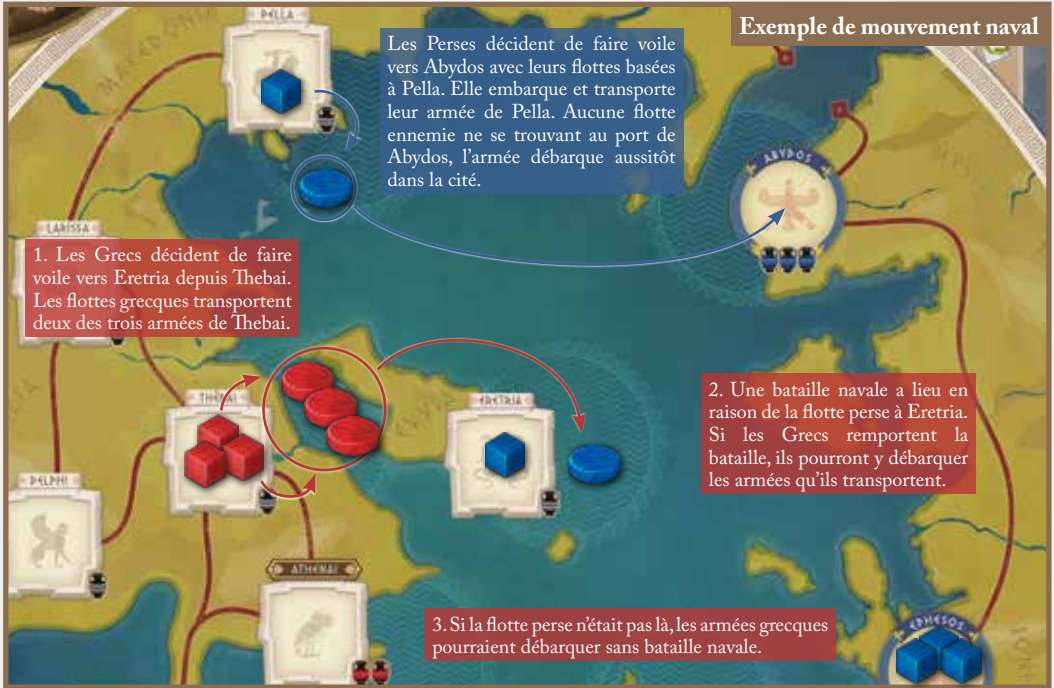 Exemple de mouvement naval
PELLA
MAKEDONIA
Les Perses décident de faire voile
vers Abydos avec leurs flottes basées
à Pella. Elle embarque et transporte
leur armée de Pella. Aucune flotte
ennemie ne se trouvant au port de
Abydos, l'armée débarque aussitôt
dans la cité.
ABYDOS
LARISSA
1. Les Grecs décident de faire
voile vers Eretria depuis Thebai.
Les flottes grecques transportent
deux des trois armées de Thebai.
THEBAI
EVVIA
ERETRIA
2. Une bataille navale a lieu en
raison de la flotte perse à Eretria.
Si les Grecs remportent la
bataille, ils pourront y débarquer
les armées qu'ils transportent.
DELPHI
ATHENAI
3. Si la flotte perse n'était pas là, les armées grecques
pourraient débarquer sans bataille navale.
EPHESOS